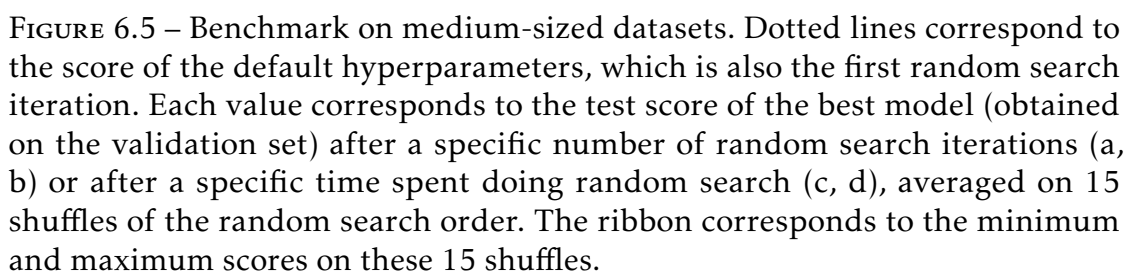 FIGURE 6.5 – Benchmark on medium-sized datasets. Dotted lines correspond to
the score of the default hyperparameters, which is also the first random search
iteration. Each value corresponds to the test score of the best model (obtained
on the validation set) after a specific number of random search iterations (a,
b) or after a specific time spent doing random search (c, d), averaged on 15
shuffles of the random search order. The ribbon corresponds to the minimum
and maximum scores on these 15 shuffles.